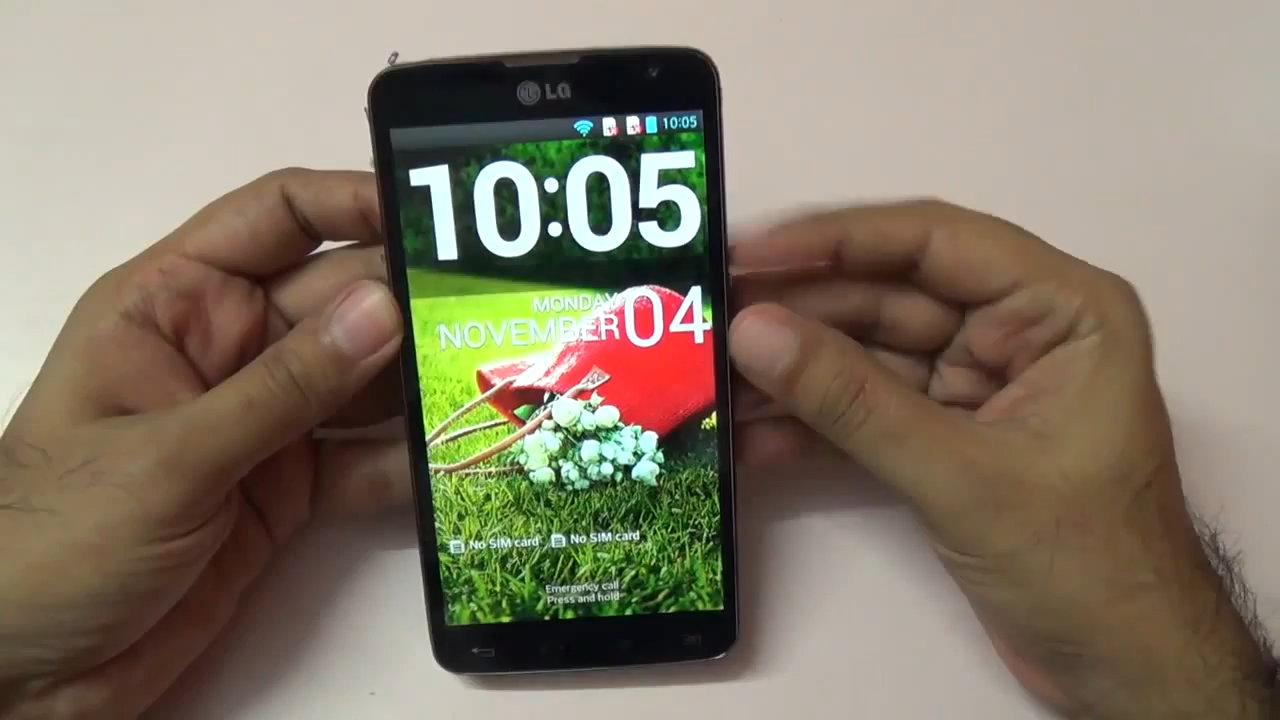 LG
10:05
10:05
MONDAY
NOVEMBER 04
No SIM card No SIM card
Emergency call
Press and hold